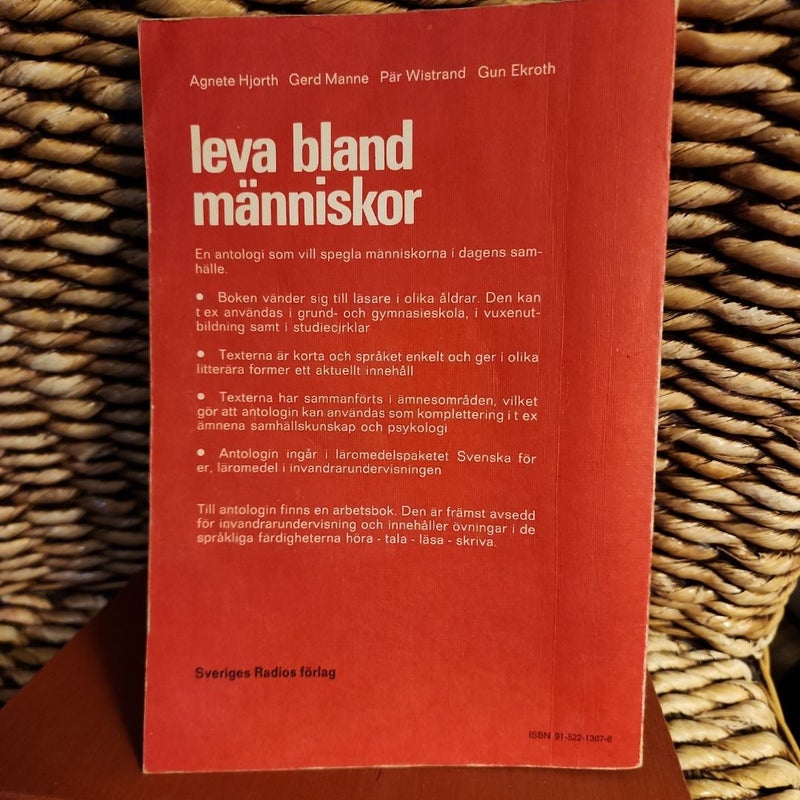 Agnete Hjorth Gerd Manne Pär Wistrand Gun Ekroth
leva bland
människor
En antologi som vill spegla människorna i dagens sam-
hälle.
● Boken vänder sig till läsare i olika åldrar. Den kan
t ex användas i grund- och gymnasieskola, i vuxenut-
bildning samt i studiecirklar
● Texterna är korta och språket enkelt och ger i olika
litterära former ett aktuellt innehåll
● Texterna har sammanförts i ämnesområden, vilket
gör att antologin kan användas som komplettering i t ex
ämnena samhällskunskap och psykologi
● Antologin ingår i läromedelspaketet Svenska för
er, läromedel i invandrarundervisningen
Till antologin finns en arbetsbok. Den är främst avsedd
för invandrarundervisning och innehåller övningar i de
språkliga färdigheterna höra - tala - läsa - skriva.
Sveriges Radios förlag
ISBN 91-522-1367-6